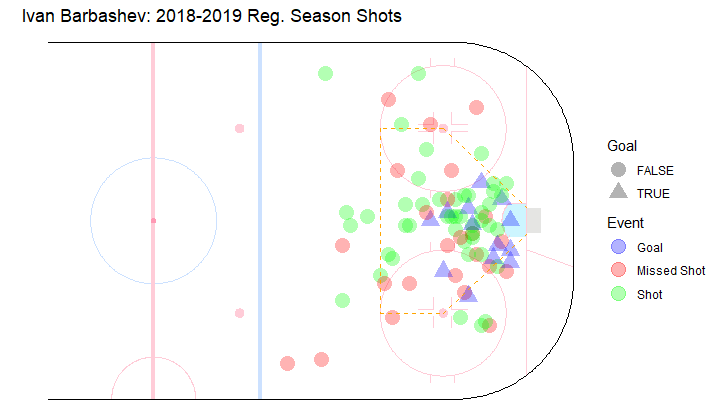 Ivan Barbashev: 2018-2019 Reg. Season Shots
Goal
FALSE
TRUE
Event
Goal
Missed Shot
Shot